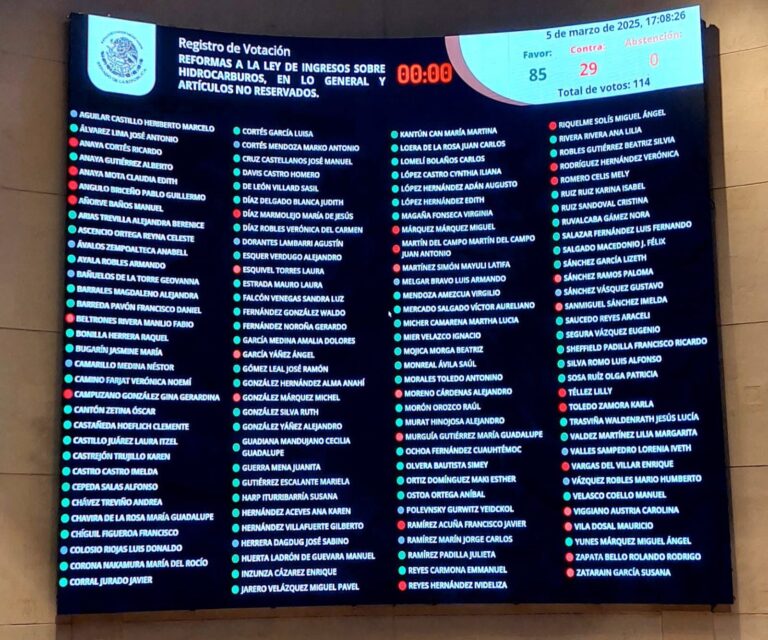 Registro de Votación
REFORMAS A LA LEY DE INGRESOS SOBRE
HIDROCARBUROS, EN LO GENERAL Y
ARTÍCULOS NO RESERVADOS.
00:00
5 de marzo de 2025, 17:08:26
Favor: Contra: Abstención:
85 29 0
Total de votos: 114
AGUILAR CASTILLO HERIBERTO MARCELO
ÁLVAREZ LIMA JOSÉ ANTONIO
ANAYA CORTÉS RICARDO
ANAYA GUTIÉRREZ ALBERTO
ANAYA MOTA CLAUDIA EDITH
ANGULO BRICEÑO PABLO GUILLERMO
AÑORVE BAÑOS MANUEL
ARIAS TREVILLA ALEJANDRA BERENICE
ASCENCIO ORTEGA REYNA CELESTE
ÁVALOS ZEMPOALTECA ANABELL
AYALA ROBLES ARMANDO
BAÑUELOS DE LA TORRE GEOVANNA
BARRALES MAGDALENO ALEJANDRA
BARREDA PAVÓN FRANCISCO DANIEL
BELTRONES RIVERA MANLIO FABIO
BONILLA HERRERA RAQUEL
BUGARÍN JASMINE MARÍA
CAMARILLO MEDINA NÉSTOR
CAMINO FARJAT VERÓNICA NOEMÍ
CAMPUZANO GONZÁLEZ GINA GERARDINA
CANTÓN ZETINA ÓSCAR
CASTAÑEDA HOEFLICH CLEMENTE
CASTILLO JUÁREZ LAURA ITZEL
CASTREJÓN TRUJILLO KAREN
CASTRO CASTRO IMELDA
CEPEDA SALAS ALFONSO
CHÁVEZ TREVIÑO ANDREA
CHAVIRA DE LA ROSA MARÍA GUADALUPE
CHÍGUIL FIGUEROA FRANCISCO
COLOSIO RIOJAS LUIS DONALDO
CORONA NAKAMURA MARÍA DEL ROCÍO
CORRAL JURADO JAVIER
CORTÉS GARCÍA LUISA
CORTÉS MENDOZA MARKO ANTONIO
CRUZ CASTELLANOS JOSÉ MANUEL
DAVIS CASTRO HOMERO
DE LEÓN VILLARD SASIL
DÍAZ DELGADO BLANCA JUDITH
DÍAZ MARMOLEJO MARÍA DE JESÚS
DÍAZ ROBLES VERÓNICA DEL CARMEN
DORANTES LAMBARRI AGUSTÍN
ESQUER VERDUGO ALEJANDRO
ESQUIVEL TORRES LAURA
ESTRADA MAURO LAURA
FALCÓN VENEGAS SANDRA LUZ
FERNÁNDEZ GONZÁLEZ WALDO
FERNÁNDEZ NOROÑA GERARDO
GARCÍA MEDINA AMALIA DOLORES
GARCÍA YÁÑEZ ÁNGEL
GÓMEZ LEAL JOSÉ RAMÓN
GONZÁLEZ HERNÁNDEZ ALMA ANAHÍ
GONZÁLEZ MÁRQUEZ MICHEL
GONZÁLEZ SILVA RUTH
GONZÁLEZ YÁÑEZ ALEJANDRO
GUADIANA MANDUJANO CECILIA
GUADALUPE
GUERRA MENA JUANITA
GUTIÉRREZ ESCALANTE MARIELA
HARP ITURRIBARRÍA SUSANA
HERNÁNDEZ ACEVES ANA KAREN
HERNÁNDEZ VILLAFUERTE GILBERTO
HERRERA DAGDUG JOSÉ SABINO
HUERTA LADRÓN DE GUEVARA MANUEL
INZUNZA CÁZAREZ ENRIQUE
JARERO VELÁZQUEZ MIGUEL PAVEL
KANTÚN CAN MARÍA MARTINA
LOERA DE LA ROSA JUAN CARLOS
LOMELÍ BOLAÑOS CARLOS
LÓPEZ CASTRO CYNTHIA ILIANA
LÓPEZ HERNÁNDEZ ADÁN AUGUSTO
LÓPEZ HERNÁNDEZ EDITH
MAGAÑA FONSECA VIRGINIA
MÁRQUEZ MÁRQUEZ MIGUEL
MARTÍN DEL CAMPO MARTÍN DEL CAMPO
JUAN ANTONIO
MARTÍNEZ SIMÓN MAYULI LATIFA
MELGAR BRAVO LUIS ARMANDO
MENDOZA AMEZCUA VIRGILIO
MERCADO SALGADO VÍCTOR AURELIANO
MICHER CAMARENA MARTHA LUCIA
MIER VELAZCO IGNACIO
MOJICA MORGA BEATRIZ
MONREAL ÁVILA SAÚL
MORALES TOLEDO ANTONINO
MORENO CÁRDENAS ALEJANDRO
MORÓN OROZCO RAÚL
MURAT HINOJOSA ALEJANDRO
MURGUÍA GUTIÉRREZ MARÍA GUADALUPE
OCHOA FERNÁNDEZ CUAUHTÉMOC
OLVERA BAUTISTA SIMEY
ORTIZ DOMÍNGUEZ MAKI ESTHER
OSTOA ORTEGA ANÍBAL
POLEVNSKY GURWITZ YEIDCKOL
RAMÍREZ ACUÑA FRANCISCO JAVIER
RAMÍREZ MARÍN JORGE CARLOS
RAMÍREZ PADILLA JULIETA
REYES CARMONA EMMANUEL
REYES HERNÁNDEZ IVIDELIZA
RIQUELME SOLÍS MIGUEL ÁNGEL
RIVERA RIVERA ANA LILIA
ROBLES GUTIÉRREZ BEATRIZ SILVIA
RODRÍGUEZ HERNÁNDEZ VERÓNICA
ROMERO CELIS MELY
RUIZ RUIZ KARINA ISABEL
RUIZ SANDOVAL CRISTINA
RUVALCABA GÁMEZ NORA
SALAZAR FERNÁNDEZ LUIS FERNANDO
SALGADO MACEDONIO J. FÉLIX
SÁNCHEZ GARCÍA LIZETH
SÁNCHEZ RAMOS PALOMA
SÁNCHEZ VÁSQUEZ GUSTAVO
SANMIGUEL SÁNCHEZ IMELDA
SAUCEDO REYES ARACELI
SEGURA VÁZQUEZ EUGENIO
SHEFFIELD PADILLA FRANCISCO RICARDO
SILVA ROMO LUIS ALFONSO
SOSA RUÍZ OLGA PATRICIA
TÉLLEZ LILLY
TOLEDO ZAMORA KARLA
TRASVIÑA WALDENRATH JESÚS LUCÍA
VALDEZ MARTÍNEZ LILIA MARGARITA
VALLES SAMPEDRO LORENIA IVETH
VARGAS DEL VILLAR ENRIQUE
VÁZQUEZ ROBLES MARIO HUMBERTO
VELASCO COELLO MANUEL
VIGGIANO AUSTRIA CAROLINA
VILA DOSAL MAURICIO
YUNES MÁRQUEZ MIGUEL ÁNGEL
ZAPATA BELLO ROLANDO RODRIGO
ZATARAIN GARCÍA SUSANA